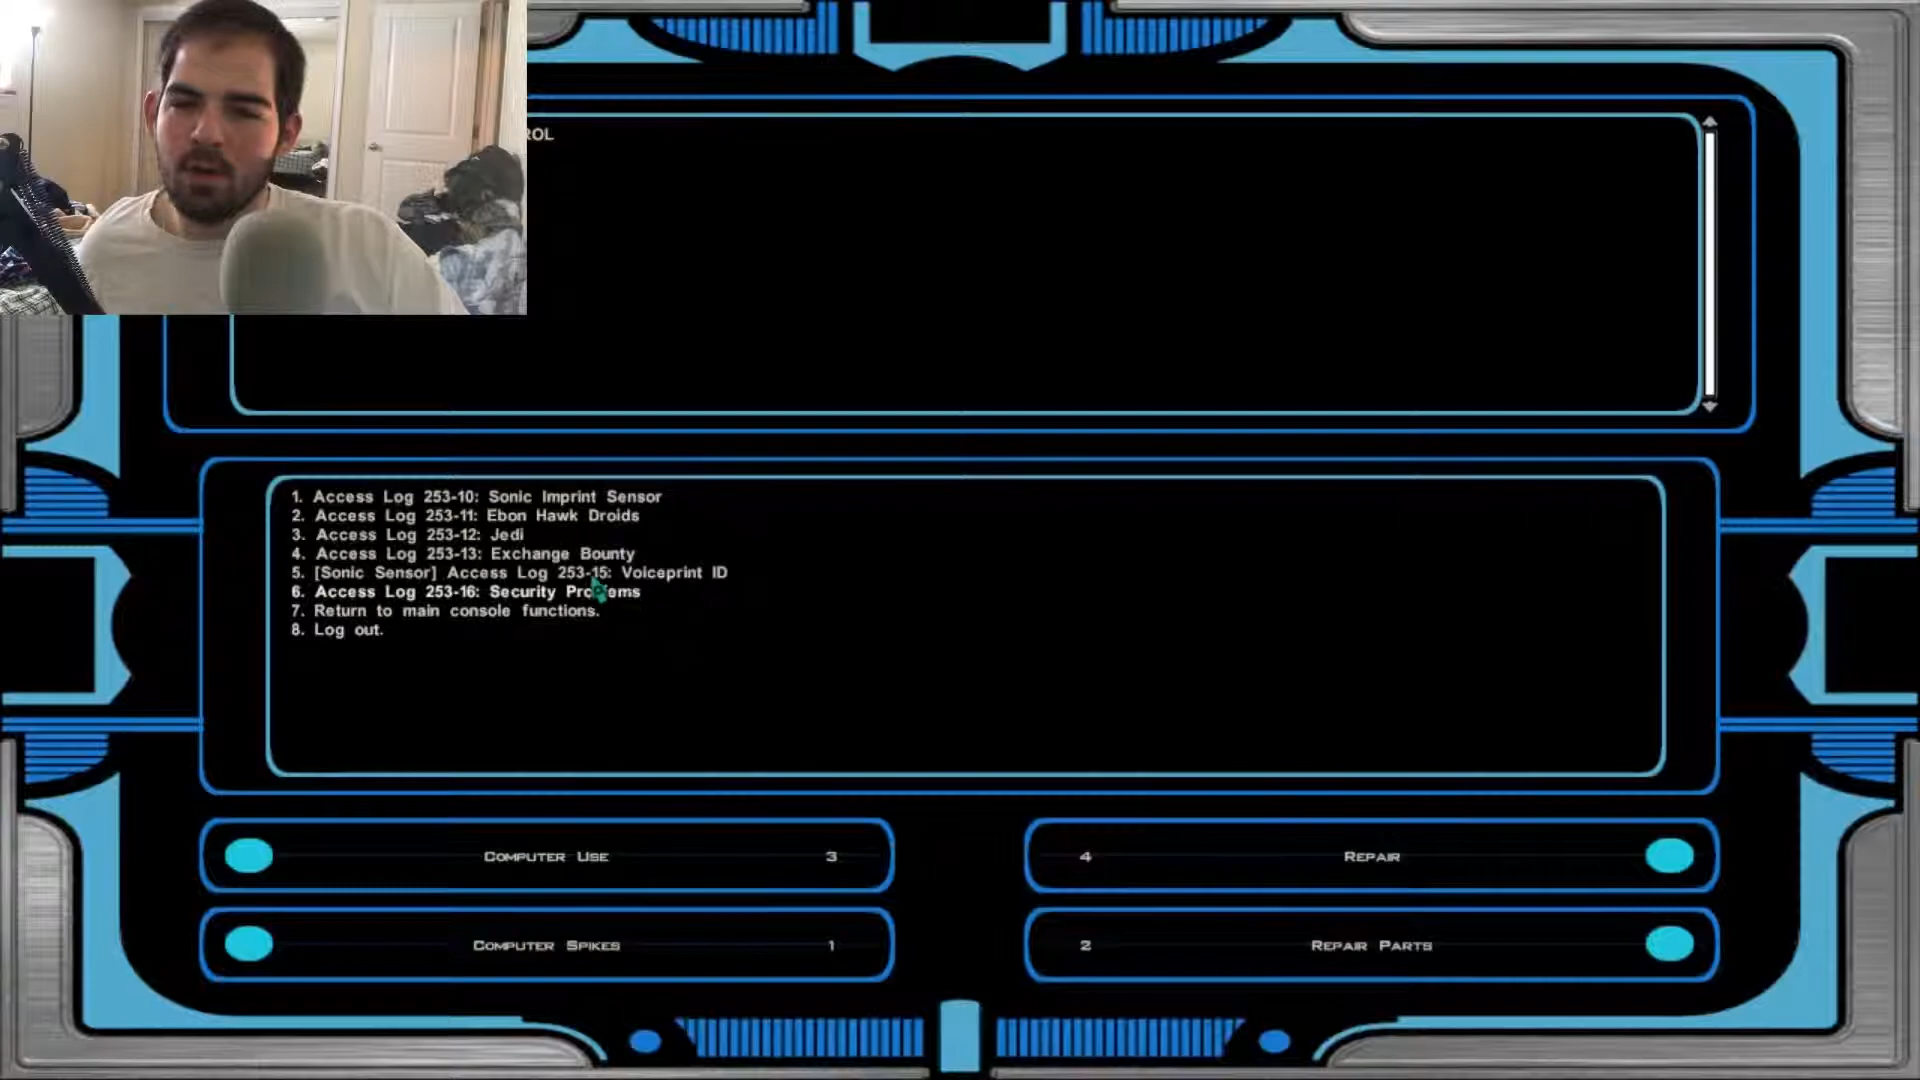 ROL
1. Access Log 253-10: Sonic Imprint Sensor
2. Access Log 253-11: Ebon Hawk Droids
3. Access Log 253-12: Jedi
4. Access Log 253-13: Exchange Bounty
5. [Sonic Sensor] Access Log 253-15: Voiceprint ID
6. Access Log 253-16: Security Problems
7. Return to main console functions.
8. Log out.
Computer Use 3
4 Repair
Computer Spikes 1
2 Repair Parts